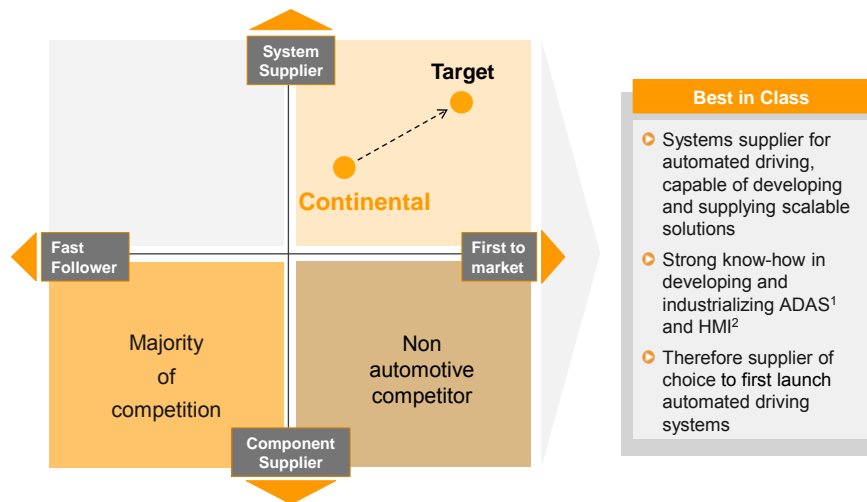 System
Supplier
Target
Continental
Fast
Follower
First to
market
Majority
of
competition
Non
automotive
competitor
Component
Supplier
Best in Class
Systems supplier for
automated driving,
capable of developing
and supplying scalable
solutions
Strong know-how in
developing and
industrializing ADAS¹
and HMI²
Therefore supplier of
choice to first launch
automated driving
systems